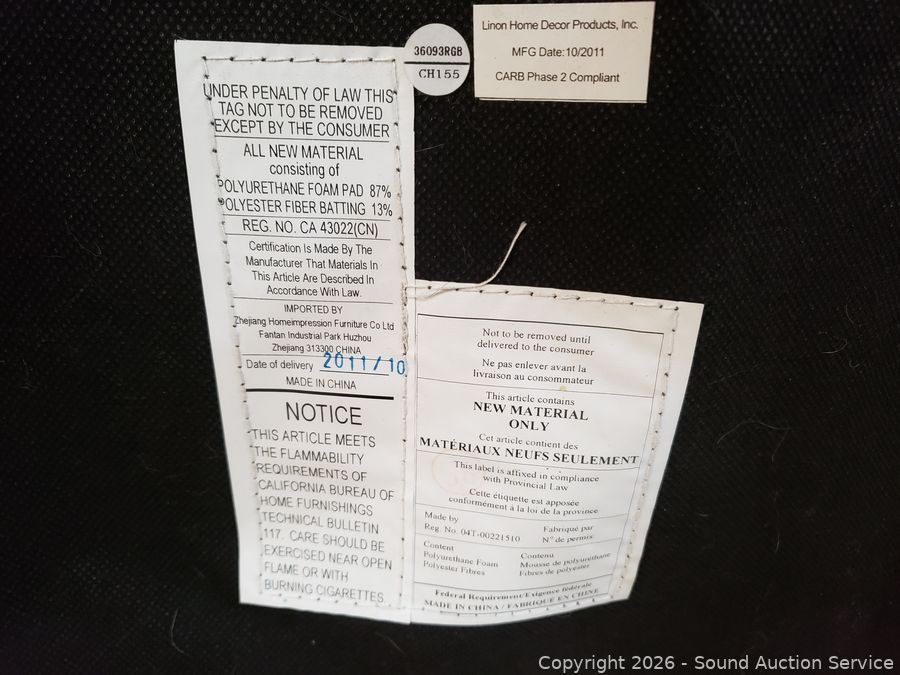 36093RGB
CH155
Linon Home Decor Products, Inc.
MFG Date:10/2011
CARB Phase 2 Compliant
UNDER PENALTY OF LAW THIS
TAG NOT TO BE REMOVED
EXCEPT BY THE CONSUMER
ALL NEW MATERIAL
consisting of
POLYURETHANE FOAM PAD 87%
POLYESTER FIBER BATTING 13%
REG. NO. CA 43022(CN)
Certification Is Made By The
Manufacturer That Materials In
This Article Are Described In
Accordance With Law.
IMPORTED BY
Zhejiang Homeimpression Furniture Co Ltd
Fantan Industrial Park Huzhou
Zhejiang 313300 CHINA
Date of delivery 2011/10
MADE IN CHINA
NOTICE
THIS ARTICLE MEETS
THE FLAMMABILITY
REQUIREMENTS OF
CALIFORNIA BUREAU OF
HOME FURNISHINGS
TECHNICAL BULLETIN
117. CARE SHOULD BE
EXERCISED NEAR OPEN
FLAME OR WITH
BURNING CIGARETTES.
Not to be removed until
delivered to the consumer
Ne pas enlever avant la
livraison au consommateur
This article contains
NEW MATERIAL
ONLY
Cet article contient des
MATÉRIAUX NEUFS SEULEMENT
This label is affixed in compliance
with Provincial Law
Cette étiquette est apposée
conformément à la loi de la province
Made by Fabriqué par
Reg. No. 04T-00221510 N° de permis
Content Contenu
Polyurethane Foam Mousse de polyuréthane
Polyester Fibres Fibres de polyester
Federal Requirement/Exigence fédérale
MADE IN CHINA / FABRIQUÉ EN CHINE
Copyright 2026 - Sound Auction Service